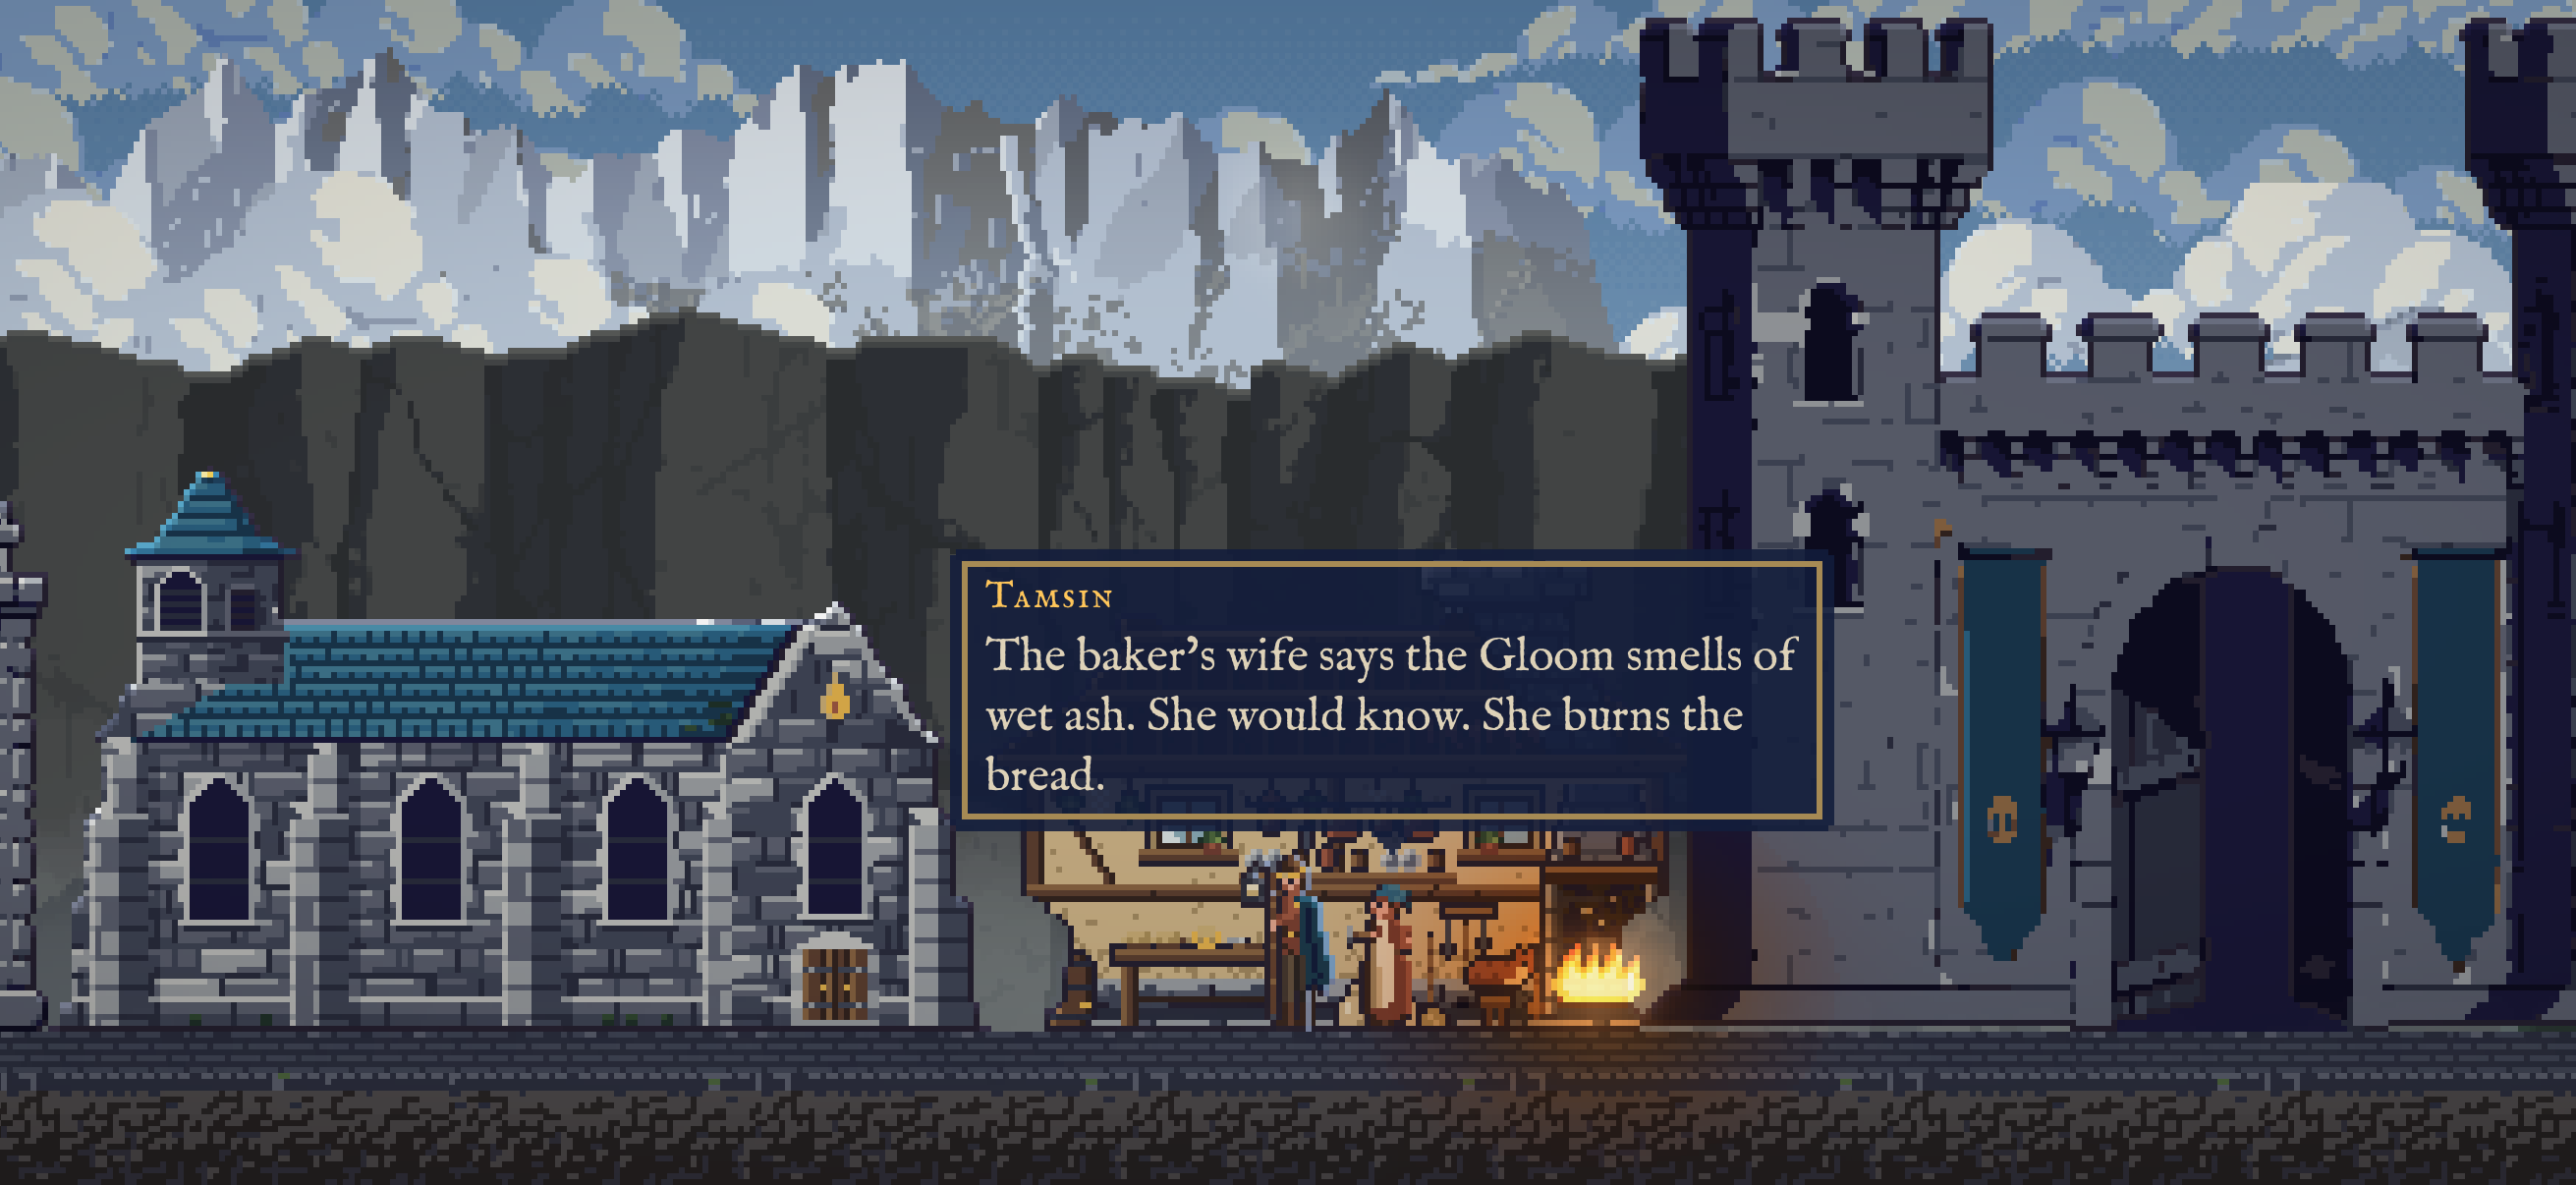 Tamsin
The baker’s wife says the Gloom smells of
wet ash. She would know. She burns the
bread.